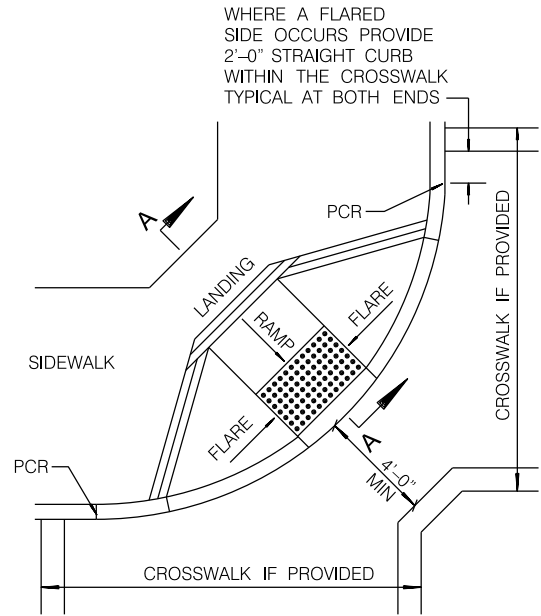 WHERE A FLARED
SIDE OCCURS PROVIDE
2'–0" STRAIGHT CURB
WITHIN THE CROSSWALK
TYPICAL AT BOTH ENDS
PCR
A
LANDING
CROSSWALK IF PROVIDED
RAMP
FLARE
SIDEWALK
FLARE
A
PCR
4'–0"
MIN
CROSSWALK IF PROVIDED